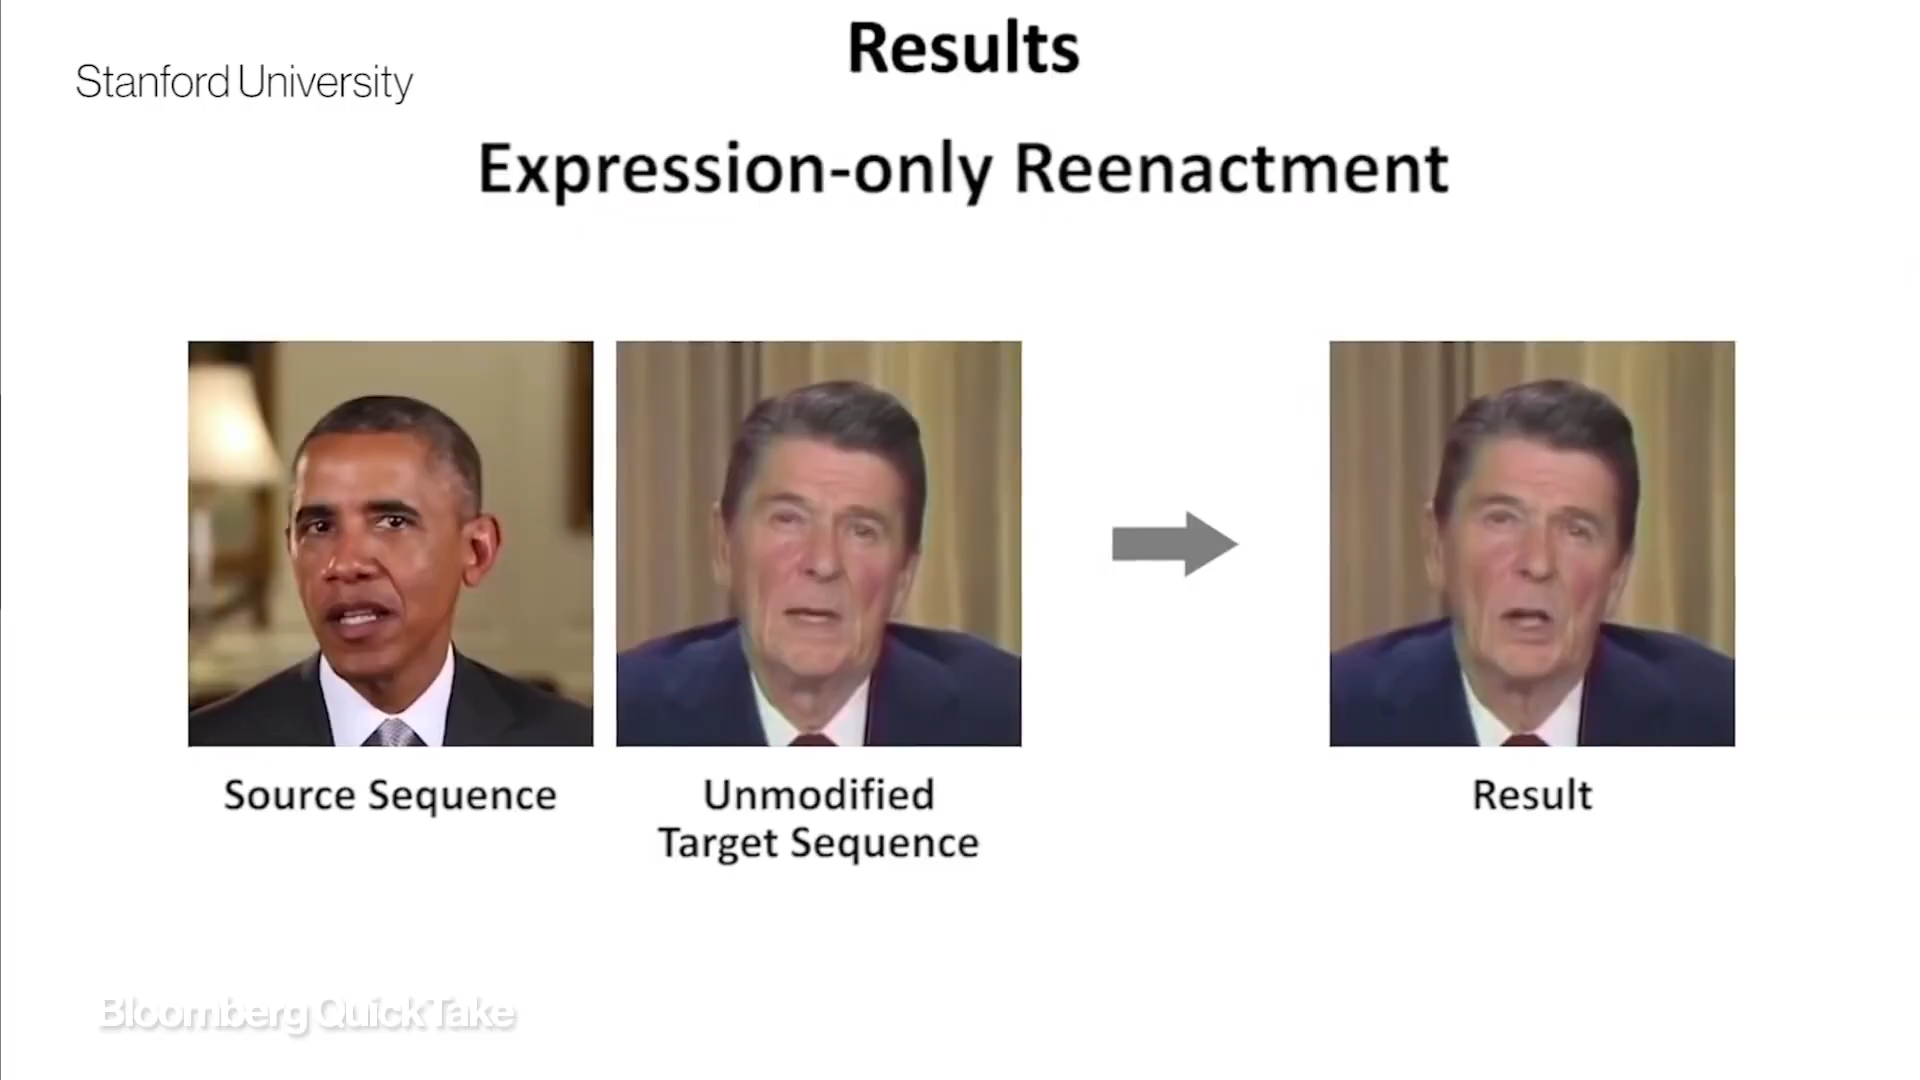 Results
Stanford University
Expression-only Reenactment
Source Sequence
Unmodified
Target Sequence
Result
Bloomberg QuickTake